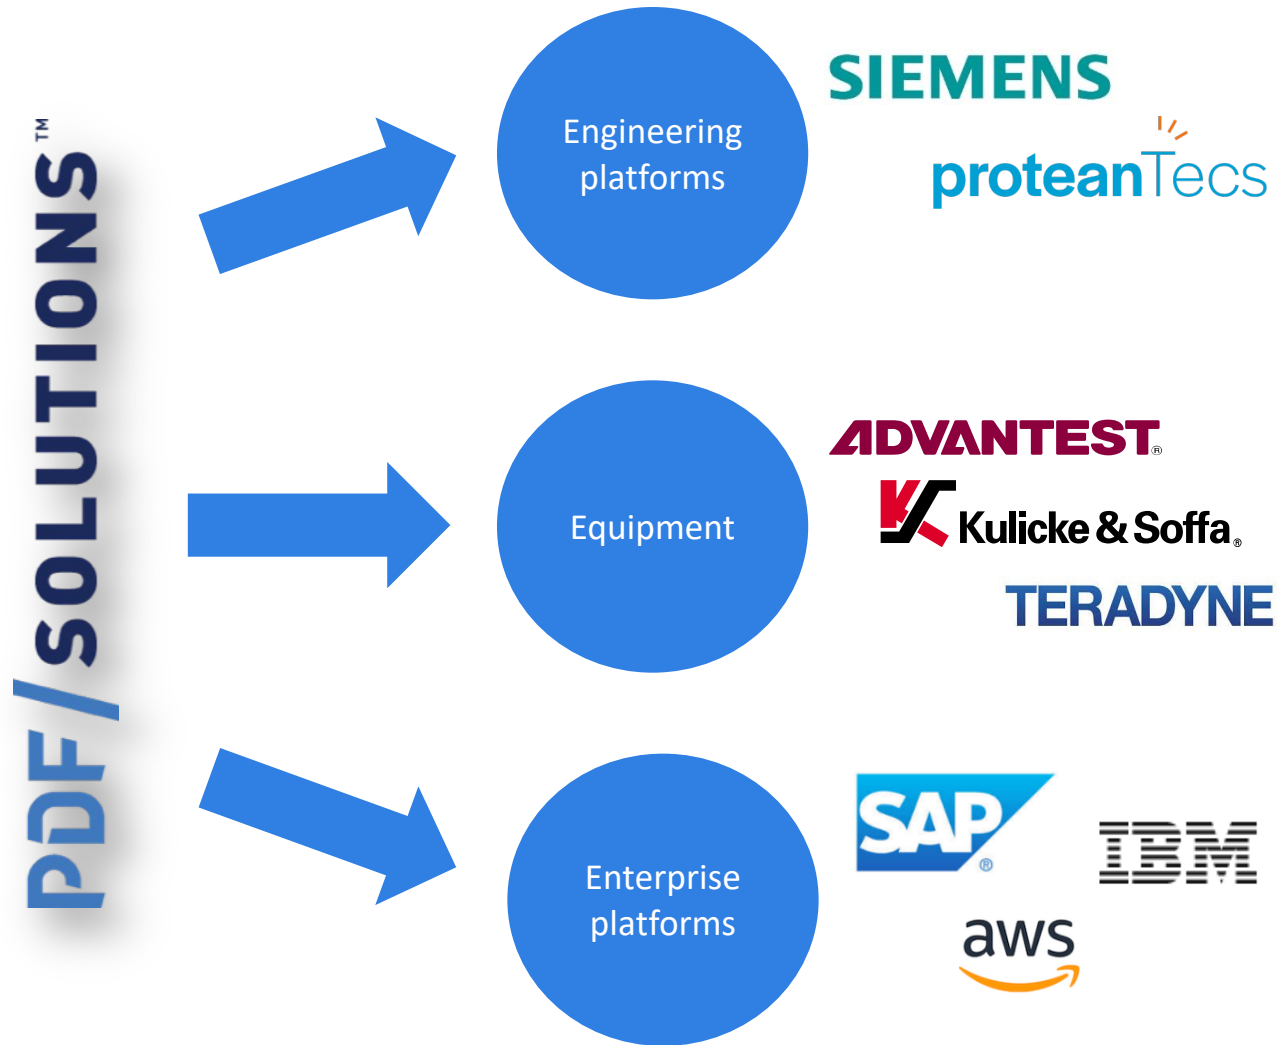 PDF/SOLUTIONS™
Engineering
platforms
SIEMENS
proteanTecs
Equipment
ADVANTEST®
Kulicke & Soffa®
TERADYNE
Enterprise
platforms
SAP®
IBM
aws